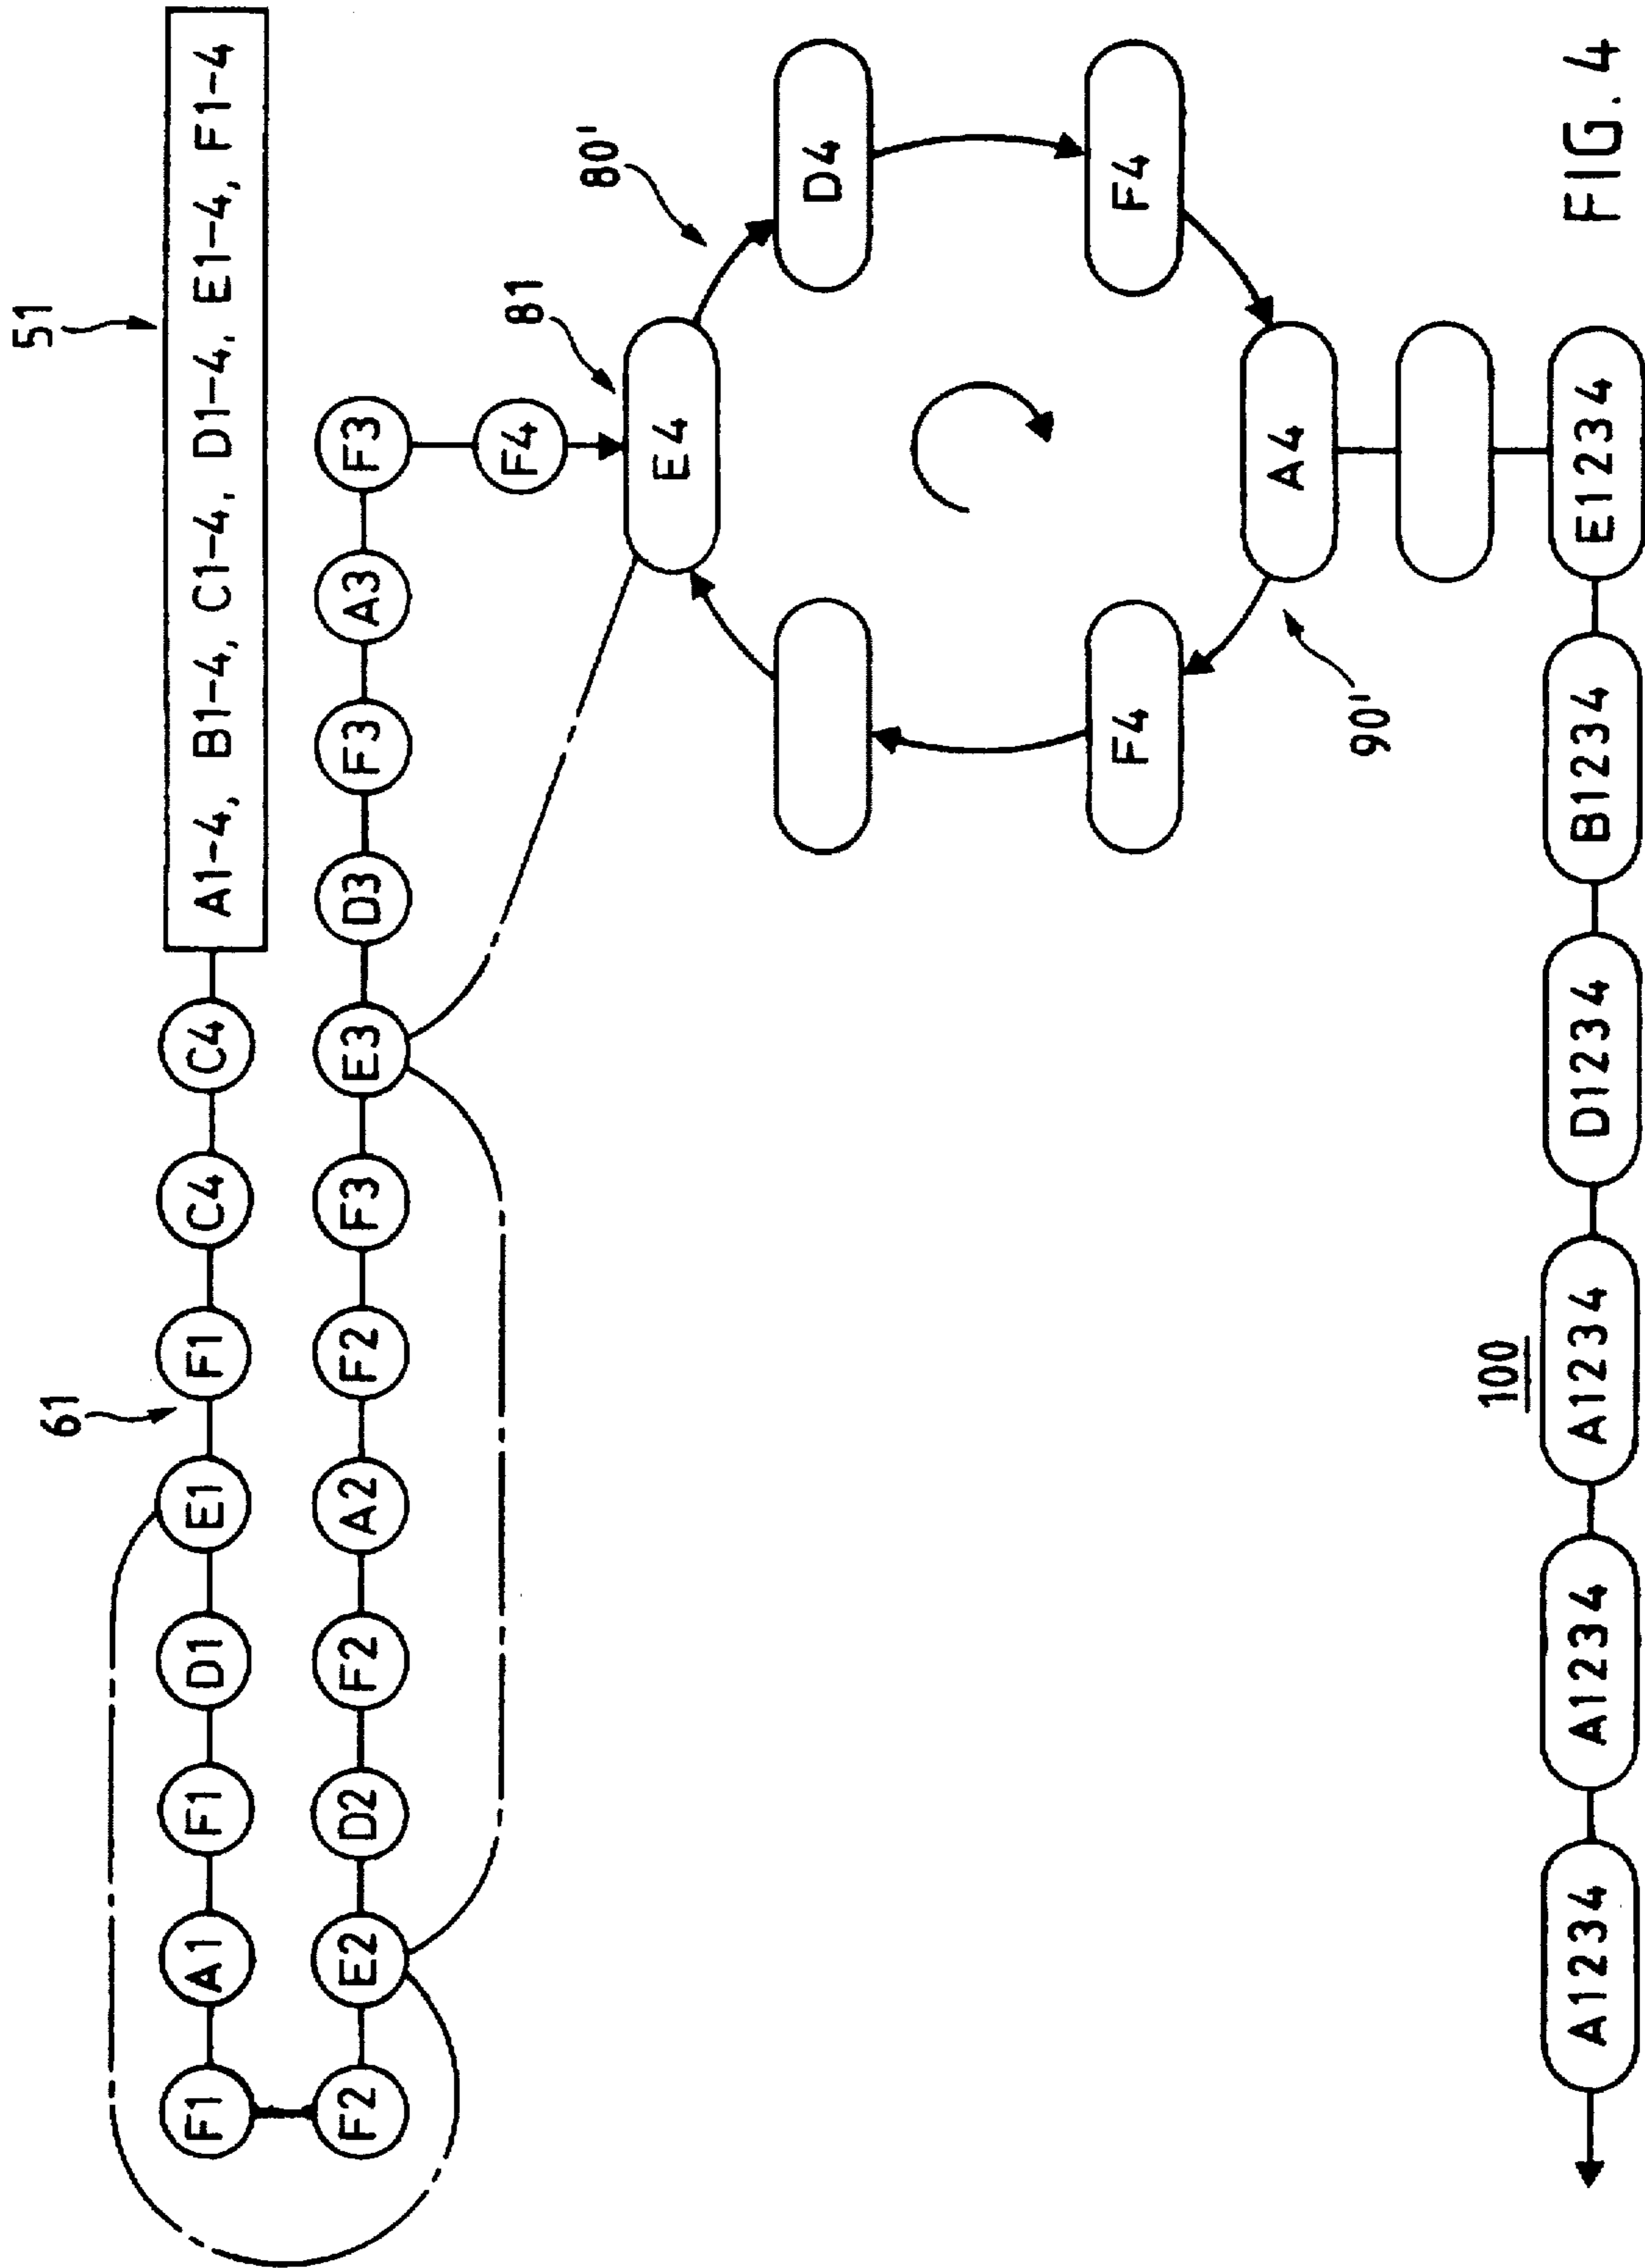 61
51
F1 A1 F1 D1 E1 F1 C4 C4 A1-4, B1-4, C1-4, D1-4, E1-4, F1-4
F2 E2 D2 F2 A2 F2 F3 E3 D3 F3 A3 F3
F4
81
80'
E4
D4
F4
F4
A4
90'
100
A1234 A1234 A1234 D1234 B1234 E1234
FIG. 4